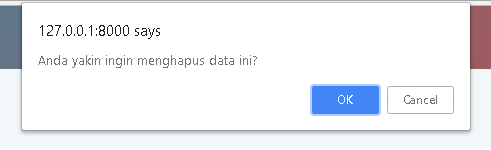 127.0.0.1:8000 says
Anda yakin ingin menghapus data ini?
OK
Cancel